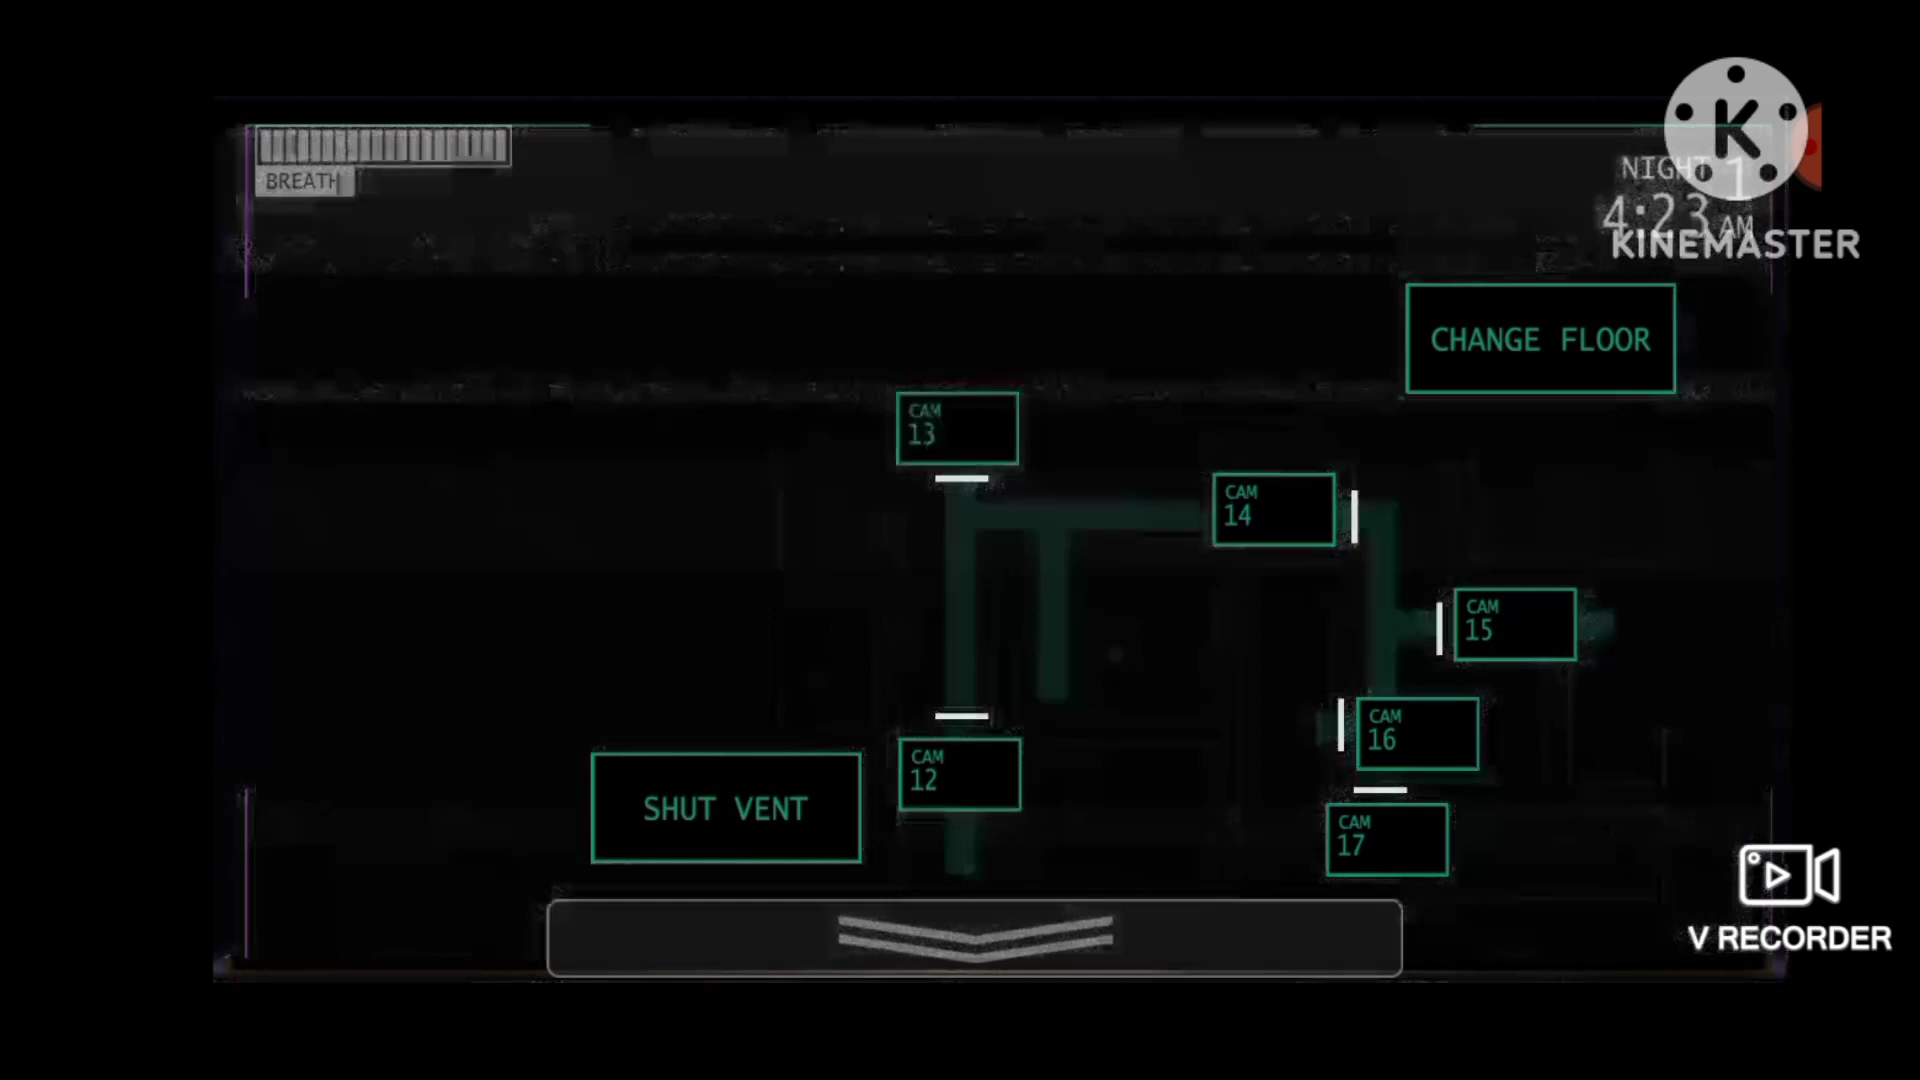 BREATH
NIGHT 1
4:23 AM
K
KINEMASTER
CHANGE FLOOR
CAM
13
CAM
14
CAM
15
CAM
16
CAM
12
SHUT VENT
CAM
17
V RECORDER